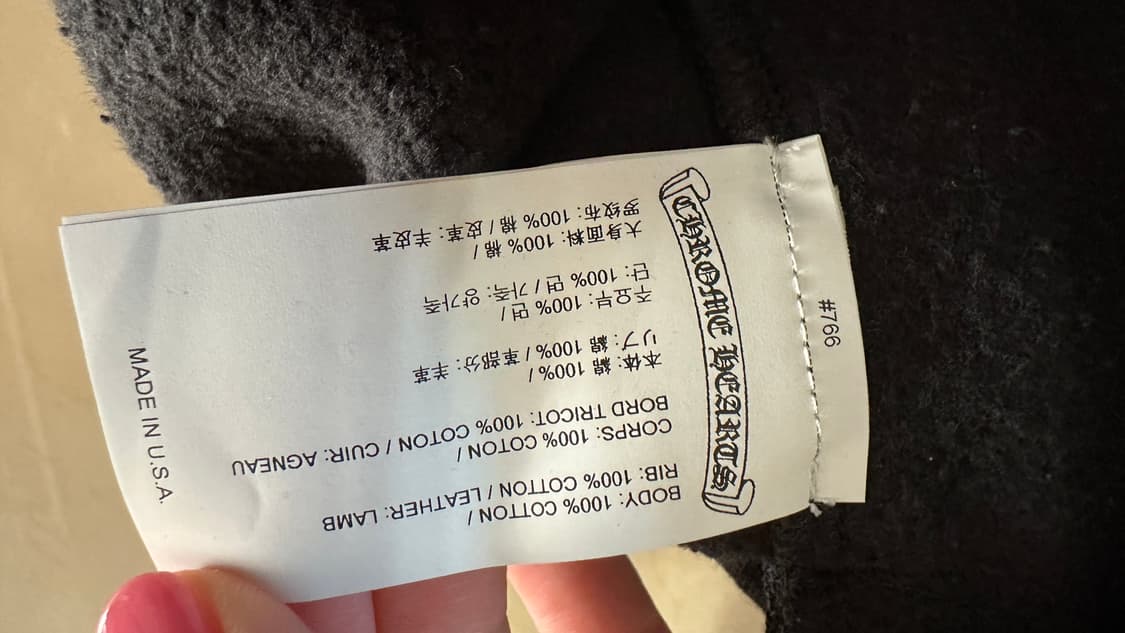 CHROME HEARTS
BODY: 100% COTTON /
RIB: 100% COTTON / LEATHER: LAMB
CORPS: 100% COTON /
BORD TRICOT: 100% COTON / CUIR: AGNEAU
本体: 綿 100% /
リブ: 綿 100% / 革部分: 羊革
주요부: 100% 면 /
단: 100% 면 / 가죽: 양가죽
大身面料: 100% 棉 /
罗纹布: 100% 棉 / 皮革: 羊皮革
MADE IN U.S.A.
#766